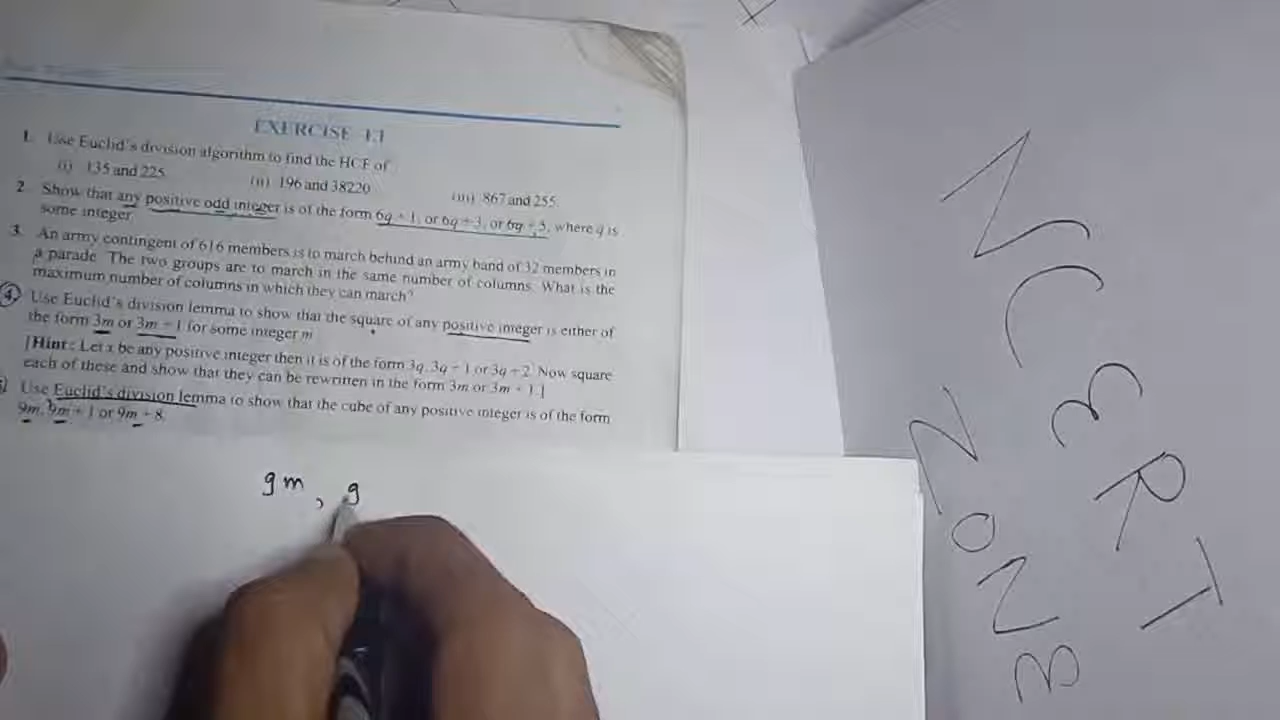 EXERCISE 1.1
1. Use Euclid's division algorithm to find the HCF of
(i) 135 and 225 (ii) 196 and 38220 (iii) 867 and 255
2. Show that any positive odd integer is of the form 6q + 1, or 6q + 3, or 6q + 5, where q is
some integer.
3. An army contingent of 616 members is to march behind an army band of 32 members in
a parade. The two groups are to march in the same number of columns. What is the
maximum number of columns in which they can march?
4. Use Euclid's division lemma to show that the square of any positive integer is either of
the form 3m or 3m + 1 for some integer m
[Hint : Let x be any positive integer then it is of the form 3q, 3q + 1 or 3q + 2. Now square
each of these and show that they can be rewritten in the form 3m or 3m + 1.]
Use Euclid's division lemma to show that the cube of any positive integer is of the form
9m, 9m + 1 or 9m + 8.
9m, 9
NCERT
ZONE